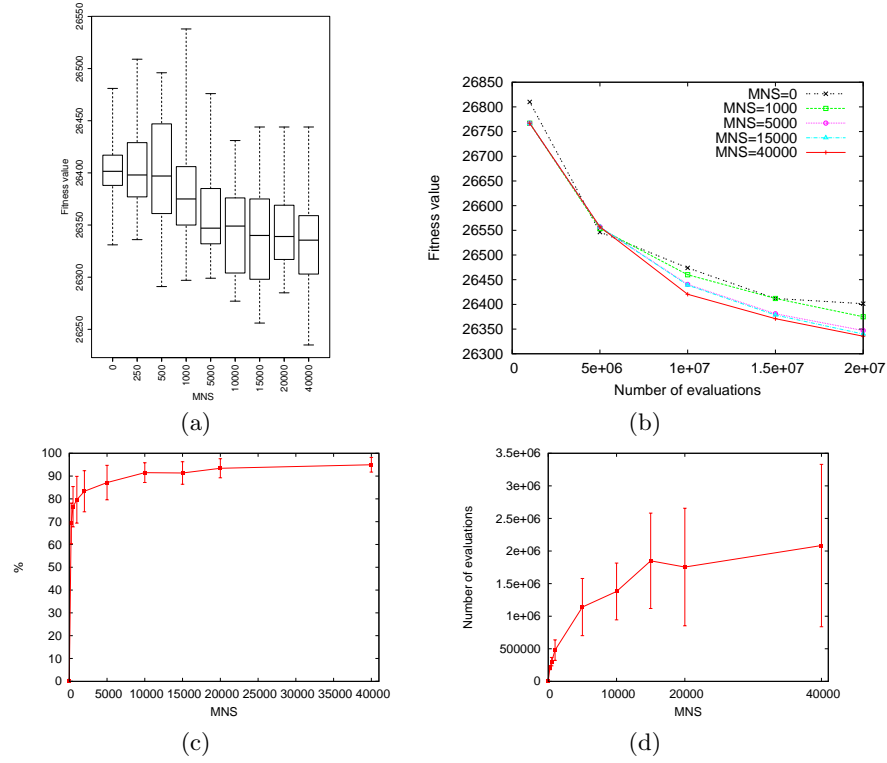 26550
26500
26450
26400
26350
26300
26250
Fitness value
0
250
500
1000
5000
10000
15000
20000
40000
MNS
(a)
26850
26800
26750
26700
26650
26600
26550
26500
26450
26400
26350
26300
Fitness value
MNS=0
MNS=1000
MNS=5000
MNS=15000
MNS=40000
0 5e+06 1e+07 1.5e+07 2e+07
Number of evaluations
(b)
100
90
80
70
60
50
40
30
20
10
0
%
0 5000 10000 15000 20000 25000 30000 35000 40000
MNS
(c)
3.5e+06
3e+06
2.5e+06
2e+06
1.5e+06
1e+06
500000
0
Number of evaluations
0 10000 20000 40000
MNS
(d)